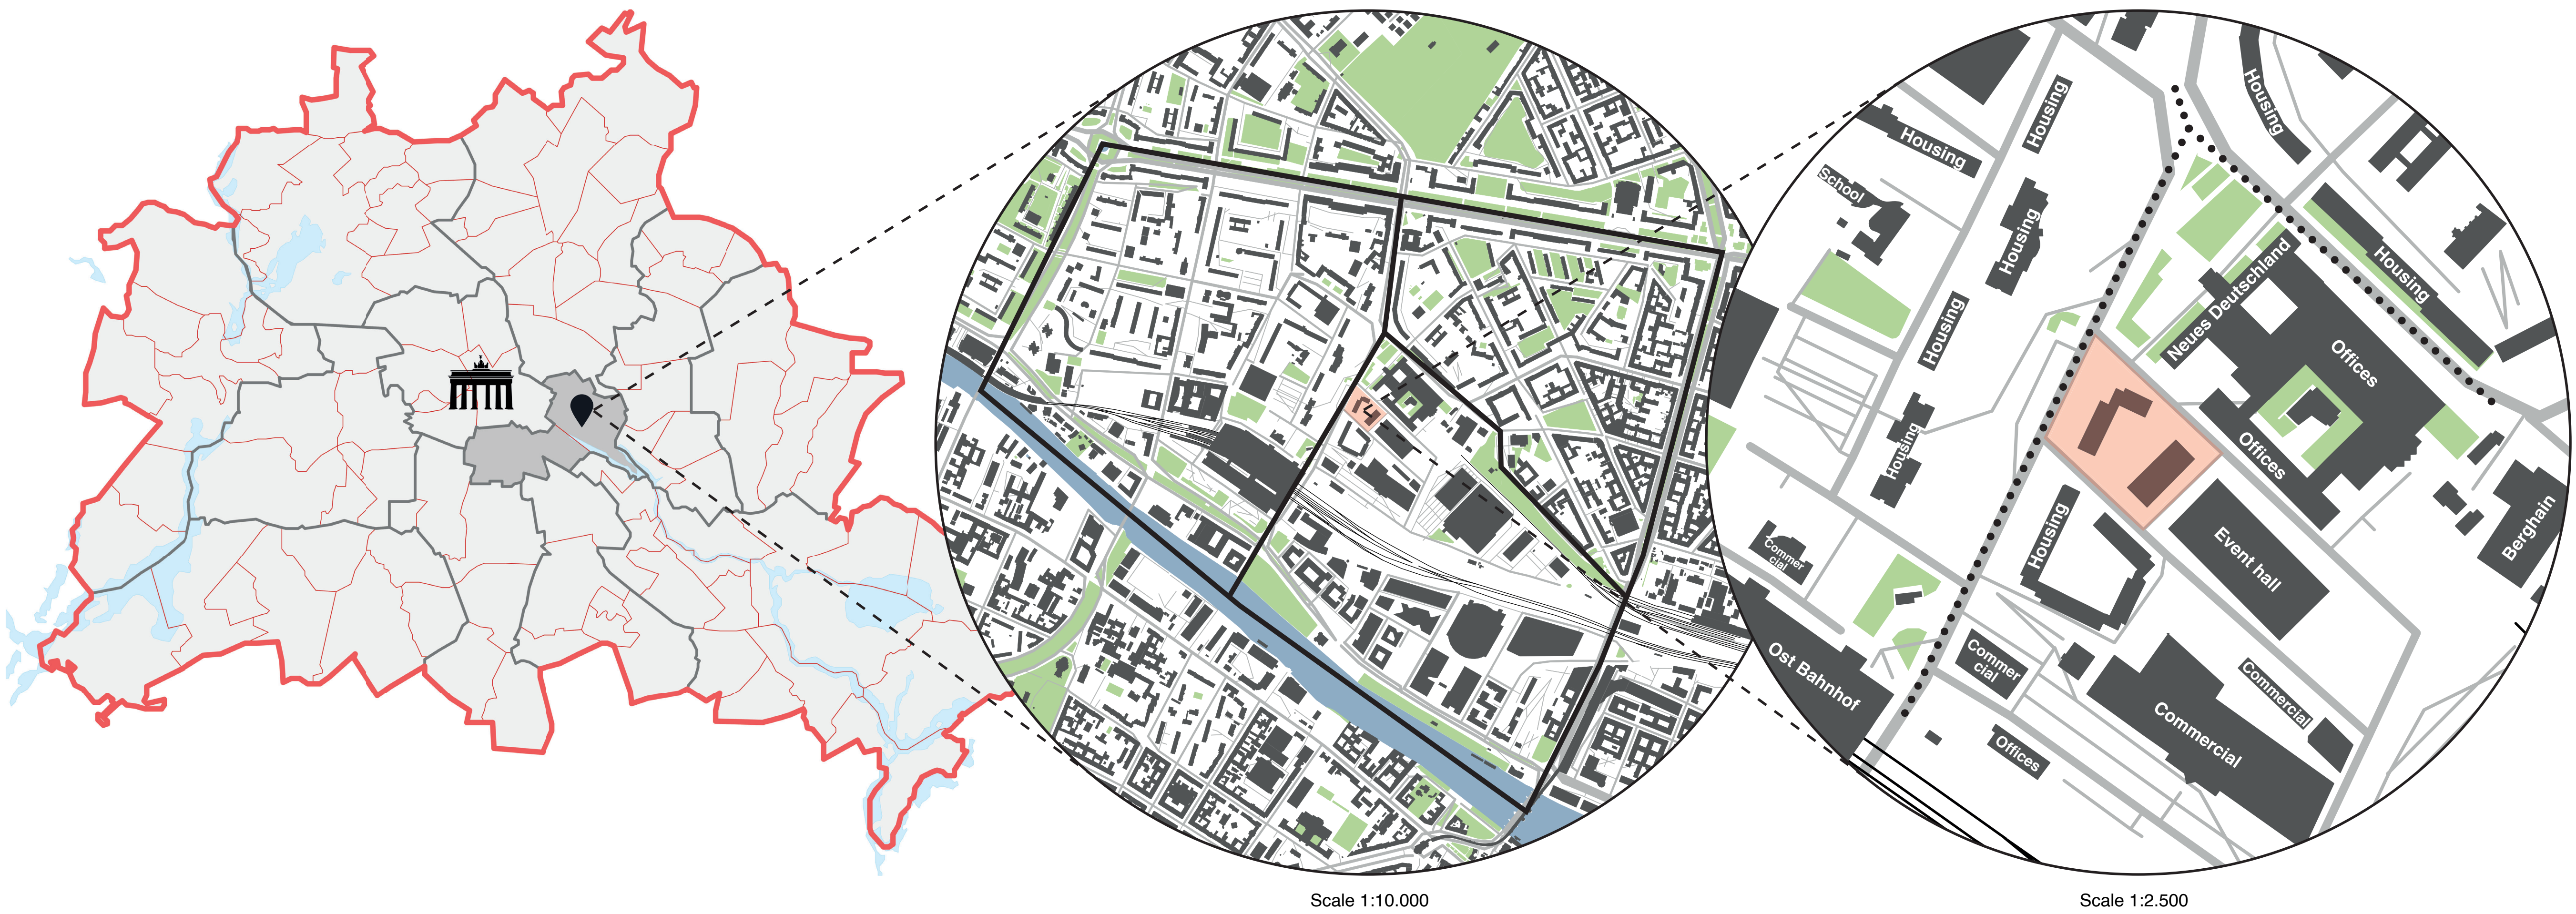 Housing
Housing
Housing
School
Housing
Housing
Neues Deutschland
Housing
Offices
Housing
Offices
Housing
Berghain
Commer
cial
Event hall
Ost Bahnhof
Commer
cial
Commercial
Commercial
Offices
Scale 1:10.000
Scale 1:2.500